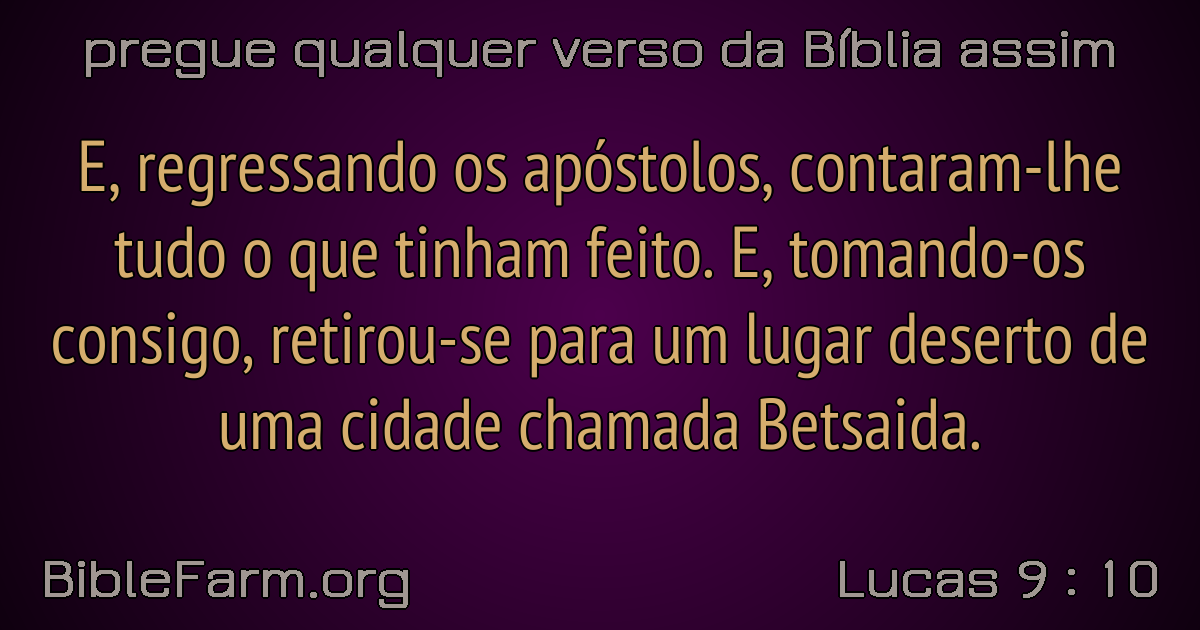 pregue qualquer verso da Bíblia assim
E, regressando os apóstolos, contaram-lhe
tudo o que tinham feito. E, tomando-os
consigo, retirou-se para um lugar deserto de
uma cidade chamada Betsaida.
BibleFarm.org
Lucas 9 : 10